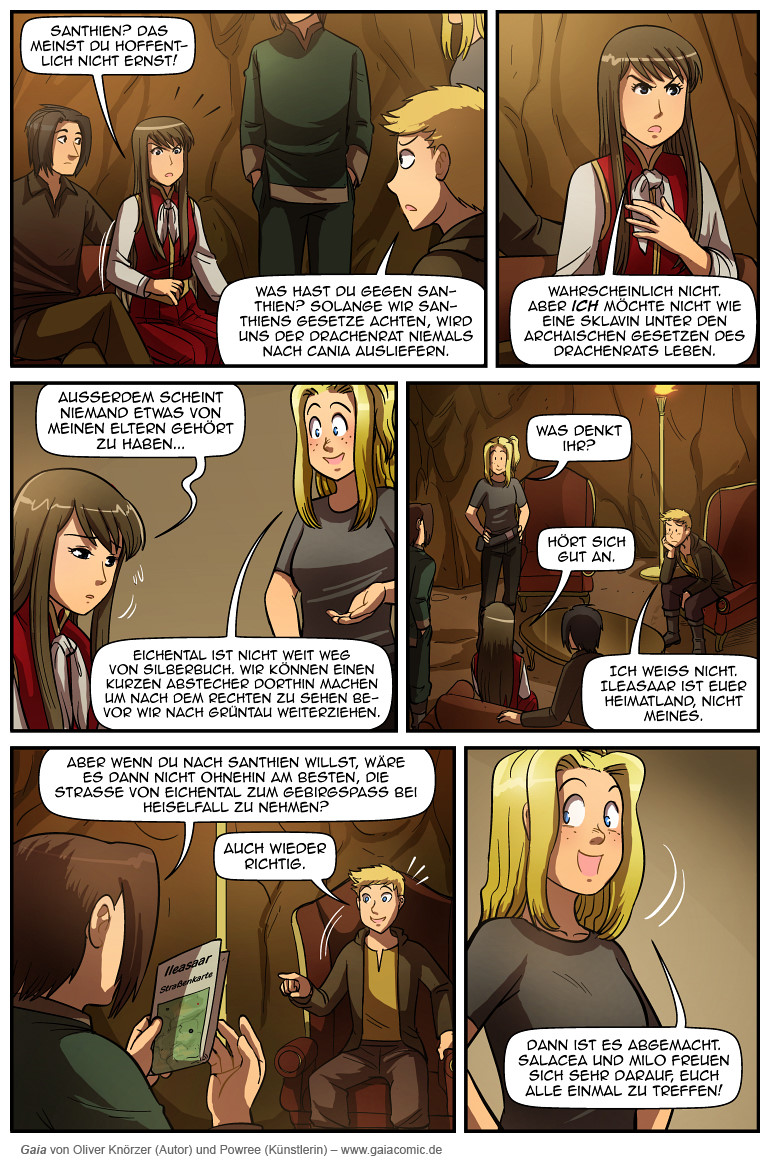 SANTHIEN? DAS
MEINST DU HOFFENT-
LICH NICHT ERNST!
WAS HAST DU GEGEN SAN-
THIEN? SOLANGE WIR SAN-
THIENS GESETZE ACHTEN, WIRD
UNS DER DRACHENRAT NIEMALS
NACH CANIA AUSLIEFERN.
WAHRSCHEINLICH NICHT.
ABER ICH MÖCHTE NICHT WIE
EINE SKLAVIN UNTER DEN
ARCHAISCHEN GESETZEN DES
DRACHENRATS LEBEN.
AUSSERDEM SCHEINT
NIEMAND ETWAS VON
MEINEN ELTERN GEHÖRT
ZU HABEN...
EICHENTAL IST NICHT WEIT WEG
VON SILBERBUCH. WIR KÖNNEN EINEN
KURZEN ABSTECHER DORTHIN MACHEN
UM NACH DEM RECHTEN ZU SEHEN BE-
VOR WIR NACH GRÜNTAU WEITERZIEHEN.
WAS DENKT
IHR?
HÖRT SICH
GUT AN.
ICH WEISS NICHT.
ILEASAAR IST EUER
HEIMATLAND, NICHT
MEINES.
ABER WENN DU NACH SANTHIEN WILLST, WÄRE
ES DANN NICHT OHNEHIN AM BESTEN, DIE
STRASSE VON EICHENTAL ZUM GEBIRGSPASS BEI
HEISELFALL ZU NEHMEN?
AUCH WIEDER
RICHTIG.
Ileasaar
Straßenkarte
DANN IST ES ABGEMACHT.
SALACEA UND MILO FREUEN
SICH SEHR DARAUF, EUCH
ALLE EINMAL ZU TREFFEN!
Gaia von Oliver Knörzer (Autor) und Powree (Künstlerin) – www.gaiacomic.de